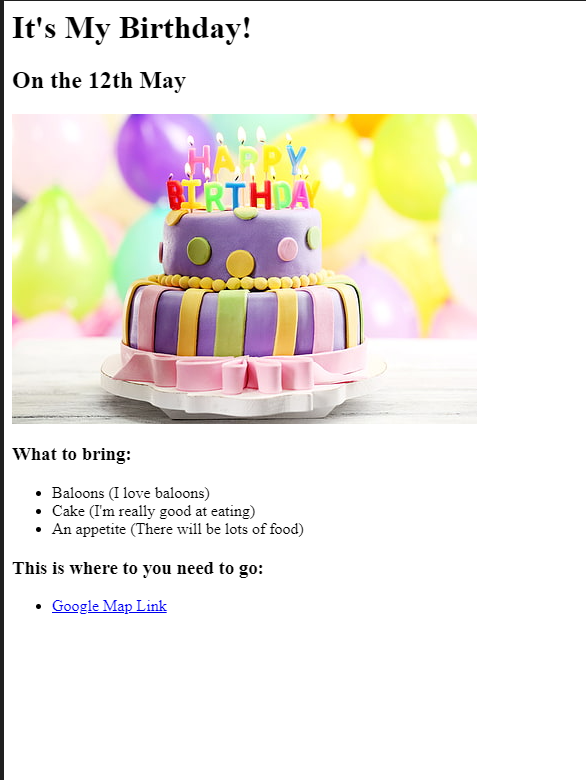 It's My Birthday!
On the 12th May
HAPPY
BIRTHDAY
What to bring:
Baloons (I love baloons)
Cake (I'm really good at eating)
An appetite (There will be lots of food)
This is where to you need to go:
Google Map Link